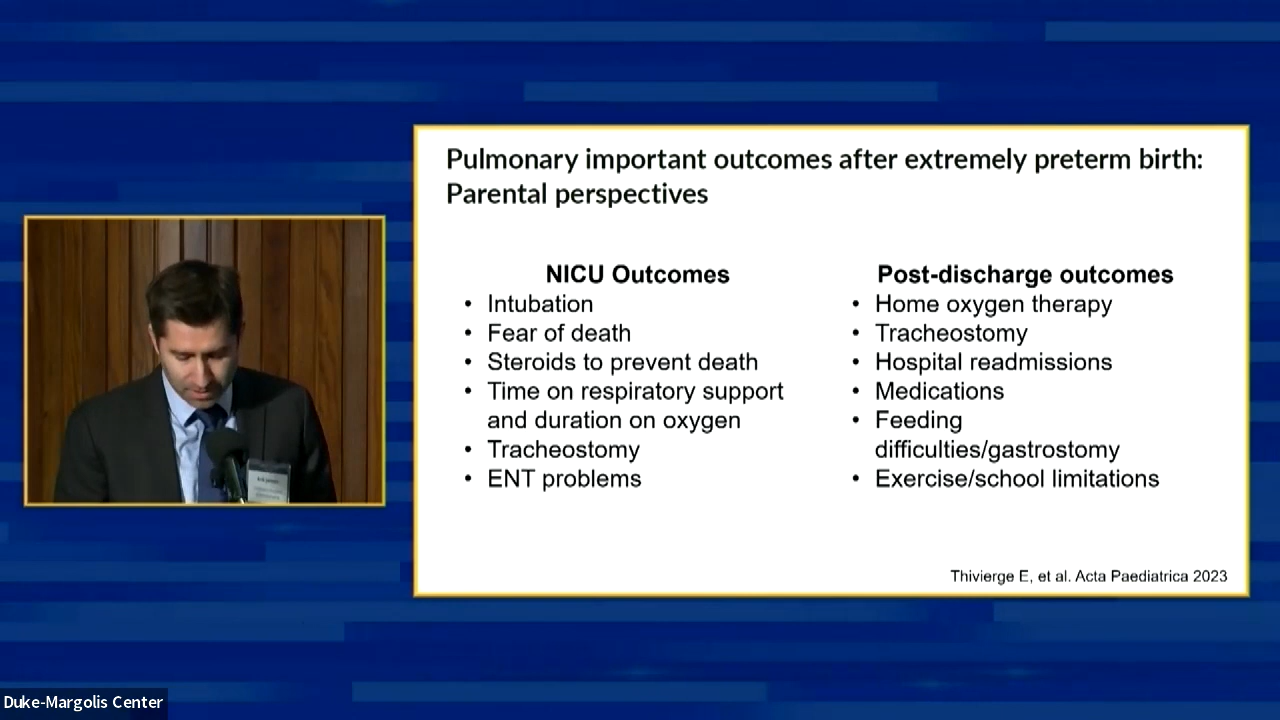 Pulmonary important outcomes after extremely preterm birth:
Parental perspectives
NICU Outcomes
• Intubation
• Fear of death
• Steroids to prevent death
• Time on respiratory support
and duration on oxygen
• Tracheostomy
• ENT problems
Post-discharge outcomes
• Home oxygen therapy
• Tracheostomy
• Hospital readmissions
• Medications
• Feeding
difficulties/gastrostomy
• Exercise/school limitations
Thivierge E, et al. Acta Paediatrica 2023
Duke-Margolis Center